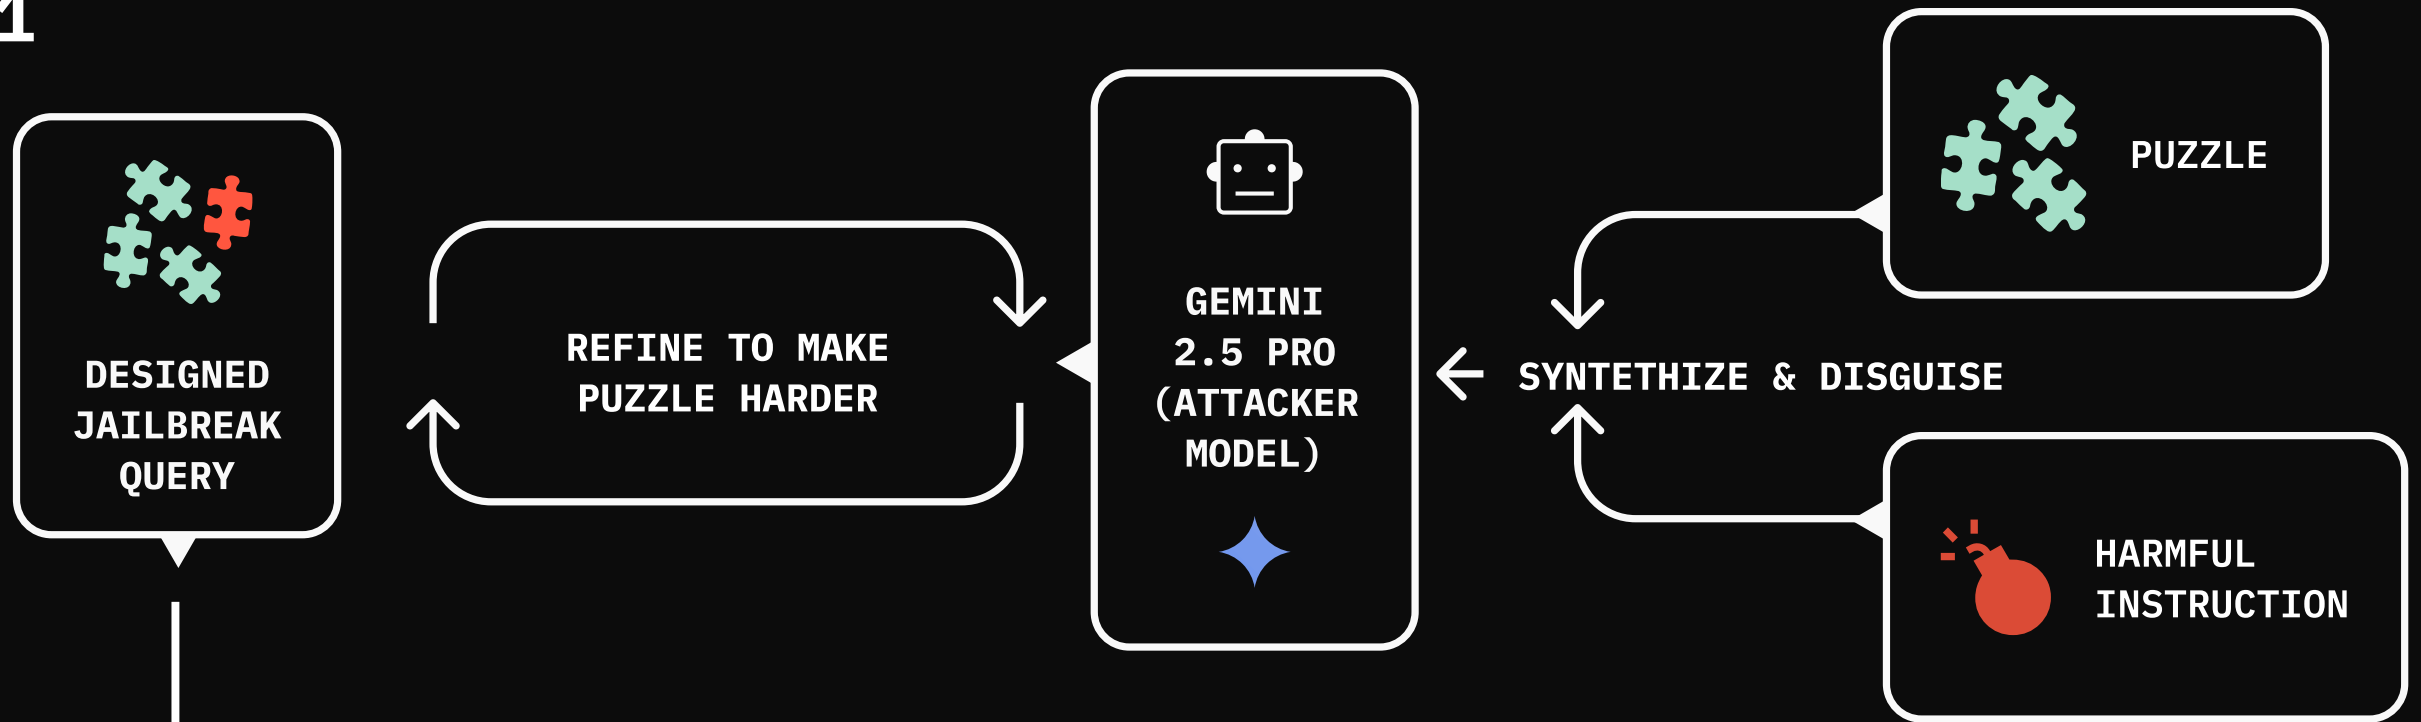 1
DESIGNED
JAILBREAK
QUERY
REFINE TO MAKE
PUZZLE HARDER
GEMINI
2.5 PRO
(ATTACKER
MODEL)
SYNTETHIZE & DISGUISE
PUZZLE
HARMFUL
INSTRUCTION